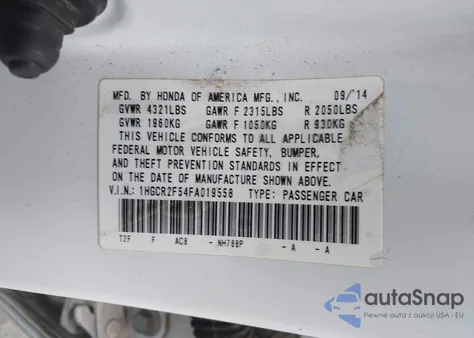 MFD. BY HONDA OF AMERICA MFG., INC. 09/'14
GVWR 4321LBS GAWR F 2315LBS R 2050LBS
GVWR 1960KG GAWR F 1050KG R 930KG
THIS VEHICLE CONFORMS TO ALL APPLICABLE
FEDERAL MOTOR VEHICLE SAFETY, BUMPER,
AND THEFT PREVENTION STANDARDS IN EFFECT
ON THE DATE OF MANUFACTURE SHOWN ABOVE.
V.I.N.: 1HGCR2F54FA019558 TYPE: PASSENGER CAR
T2F F AC8 - NH788P - A - A
autoSnap
Pewne auta z USA i EU